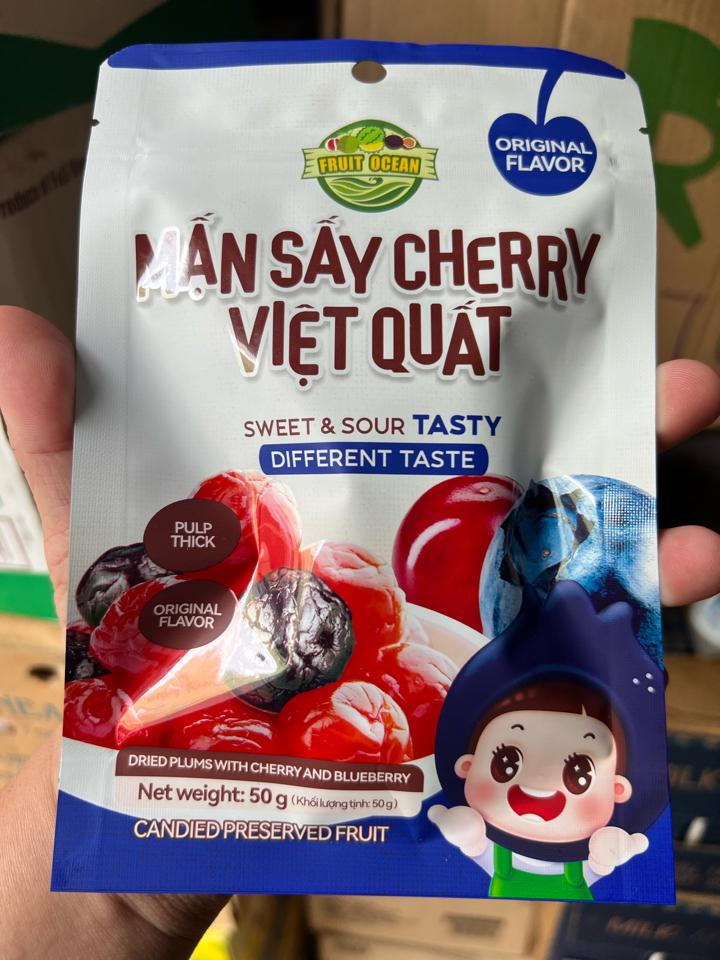 FRUIT OCEAN
ORIGINAL
FLAVOR
MẬN SẤY CHERRY
VIỆT QUẤT
SWEET & SOUR TASTY
DIFFERENT TASTE
PULP
THICK
ORIGINAL
FLAVOR
DRIED PLUMS WITH CHERRY AND BLUEBERRY
Net weight: 50 g (Khối lượng tịnh: 50 g)
CANDIED PRESERVED FRUIT